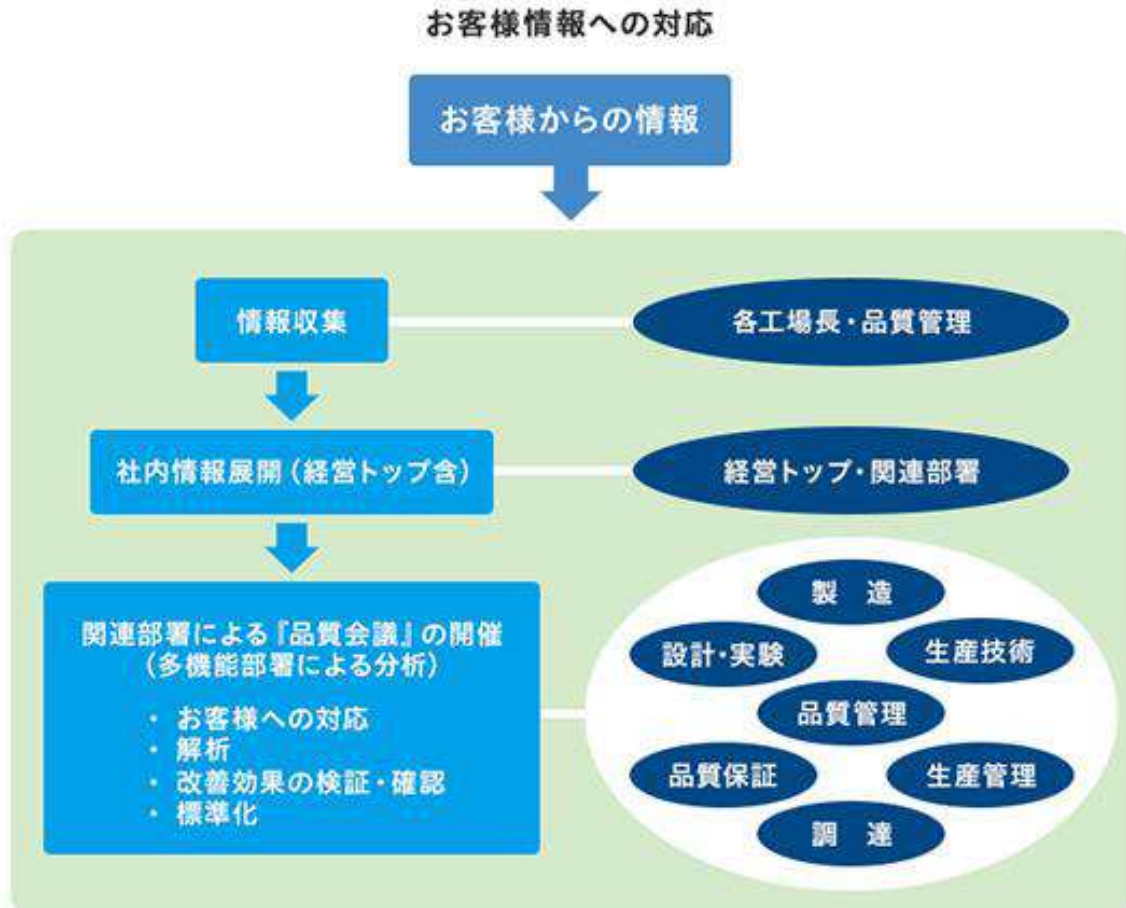 お客様情報への対応
お客様からの情報
情報収集
各工場長・品質管理
社内情報展開（経営トップ含）
経営トップ・関連部署
関連部署による『品質会議』の開催
（多機能部署による分析）
・ お客様への対応
・ 解析
・ 改善効果の検証・確認
・ 標準化
製　造
設計・実験
生産技術
品質管理
品質保証
生産管理
調　達